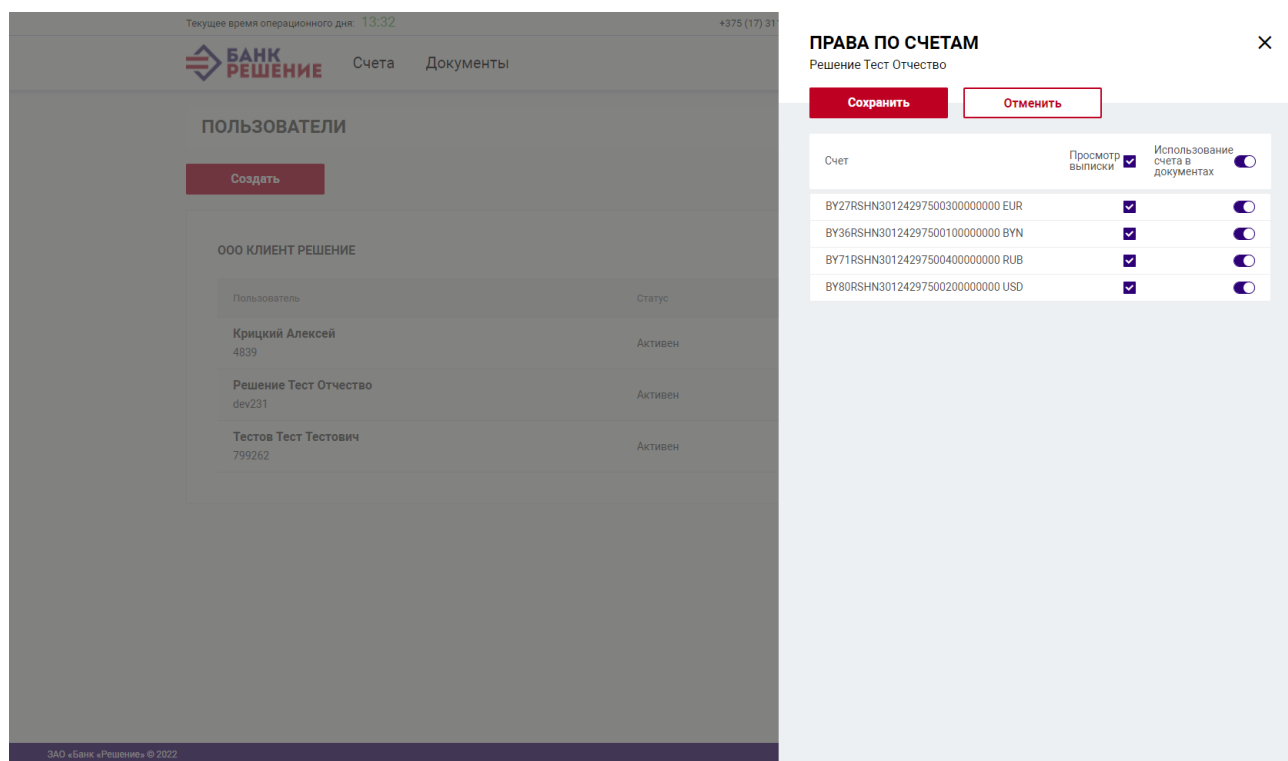 Текущее время операционного дня: 13:32
+375 (17) 311
БАНК
РЕШЕНИЕ
Счета
Документы
ПОЛЬЗОВАТЕЛИ
Создать
ООО КЛИЕНТ РЕШЕНИЕ
Пользователь
Статус
Крицкий Алексей
4839
Активен
Решение Тест Отчество
dev231
Активен
Тестов Тест Тестович
799262
Активен
ЗАО «Банк «Решение» © 2022
ПРАВА ПО СЧЕТАМ
Решение Тест Отчество
Сохранить
Отменить
Счет
Просмотр
выписки
Использование
счета в
документах
BY27RSHN30124297500300000000 EUR
BY36RSHN30124297500100000000 BYN
BY71RSHN30124297500400000000 RUB
BY80RSHN30124297500200000000 USD